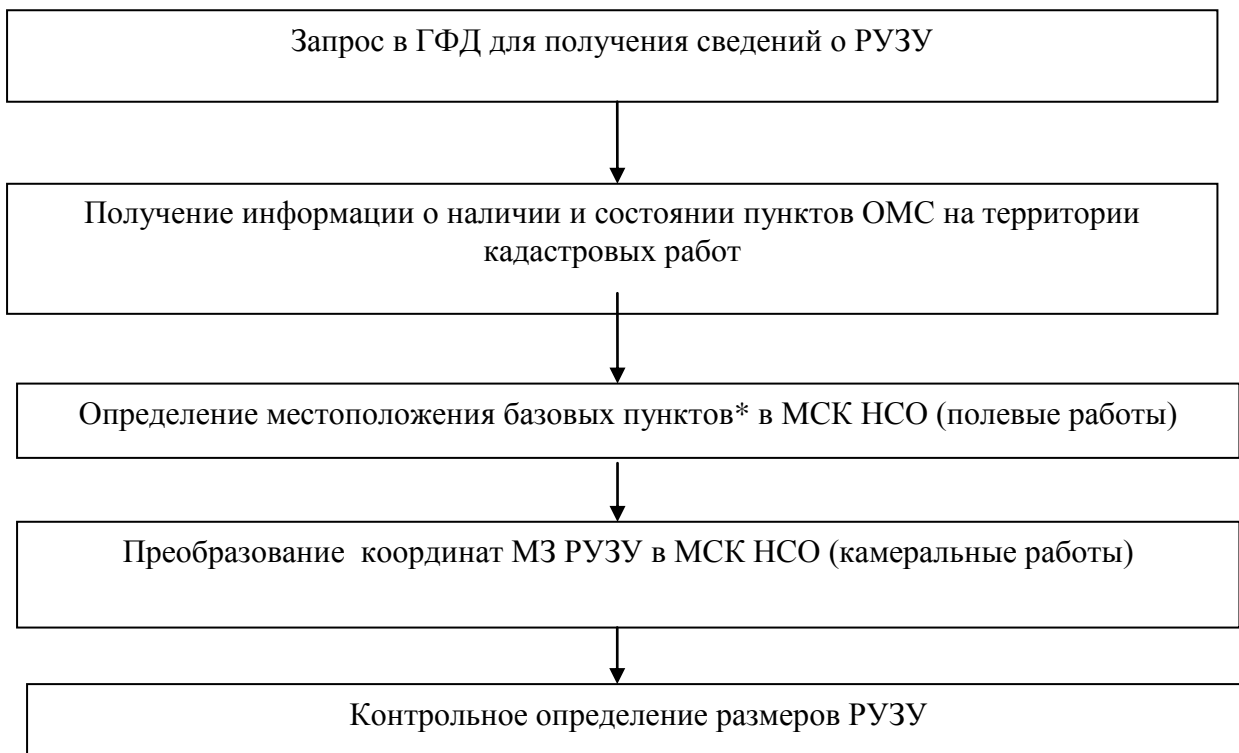 Запрос в ГФД для получения сведений о РУЗУ
Получение информации о наличии и состоянии пунктов ОМС на территории
кадастровых работ
Определение местоположения базовых пунктов* в МСК НСО (полевые работы)
Преобразование координат МЗ РУЗУ в МСК НСО (камеральные работы)
Контрольное определение размеров РУЗУ